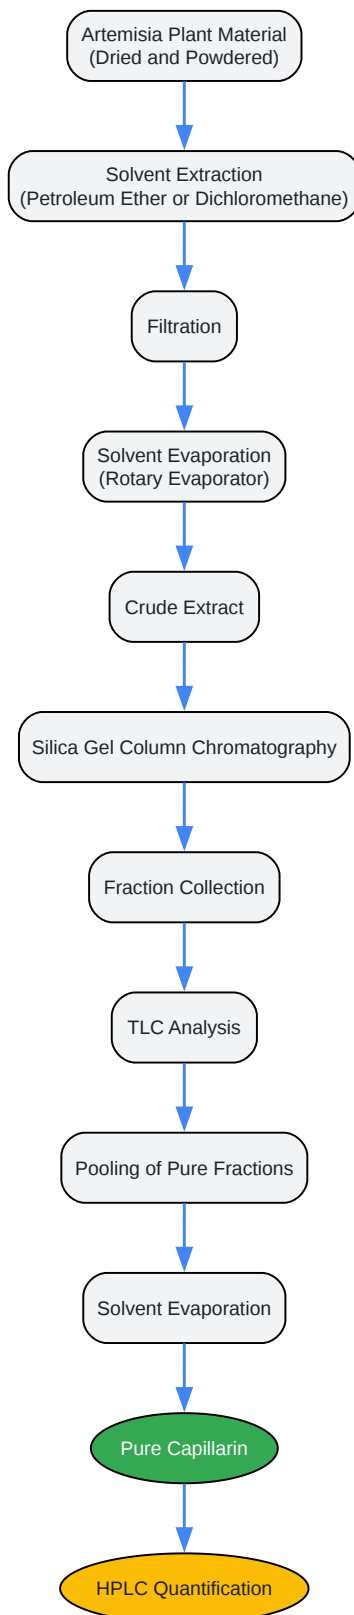 Artemisia Plant Material
(Dried and Powdered)
Solvent Extraction
(Petroleum Ether or Dichloromethane)
Filtration
Solvent Evaporation
(Rotary Evaporator)
Crude Extract
Silica Gel Column Chromatography
Fraction Collection
TLC Analysis
Pooling of Pure Fractions
Solvent Evaporation
Pure Capillarin
HPLC Quantification